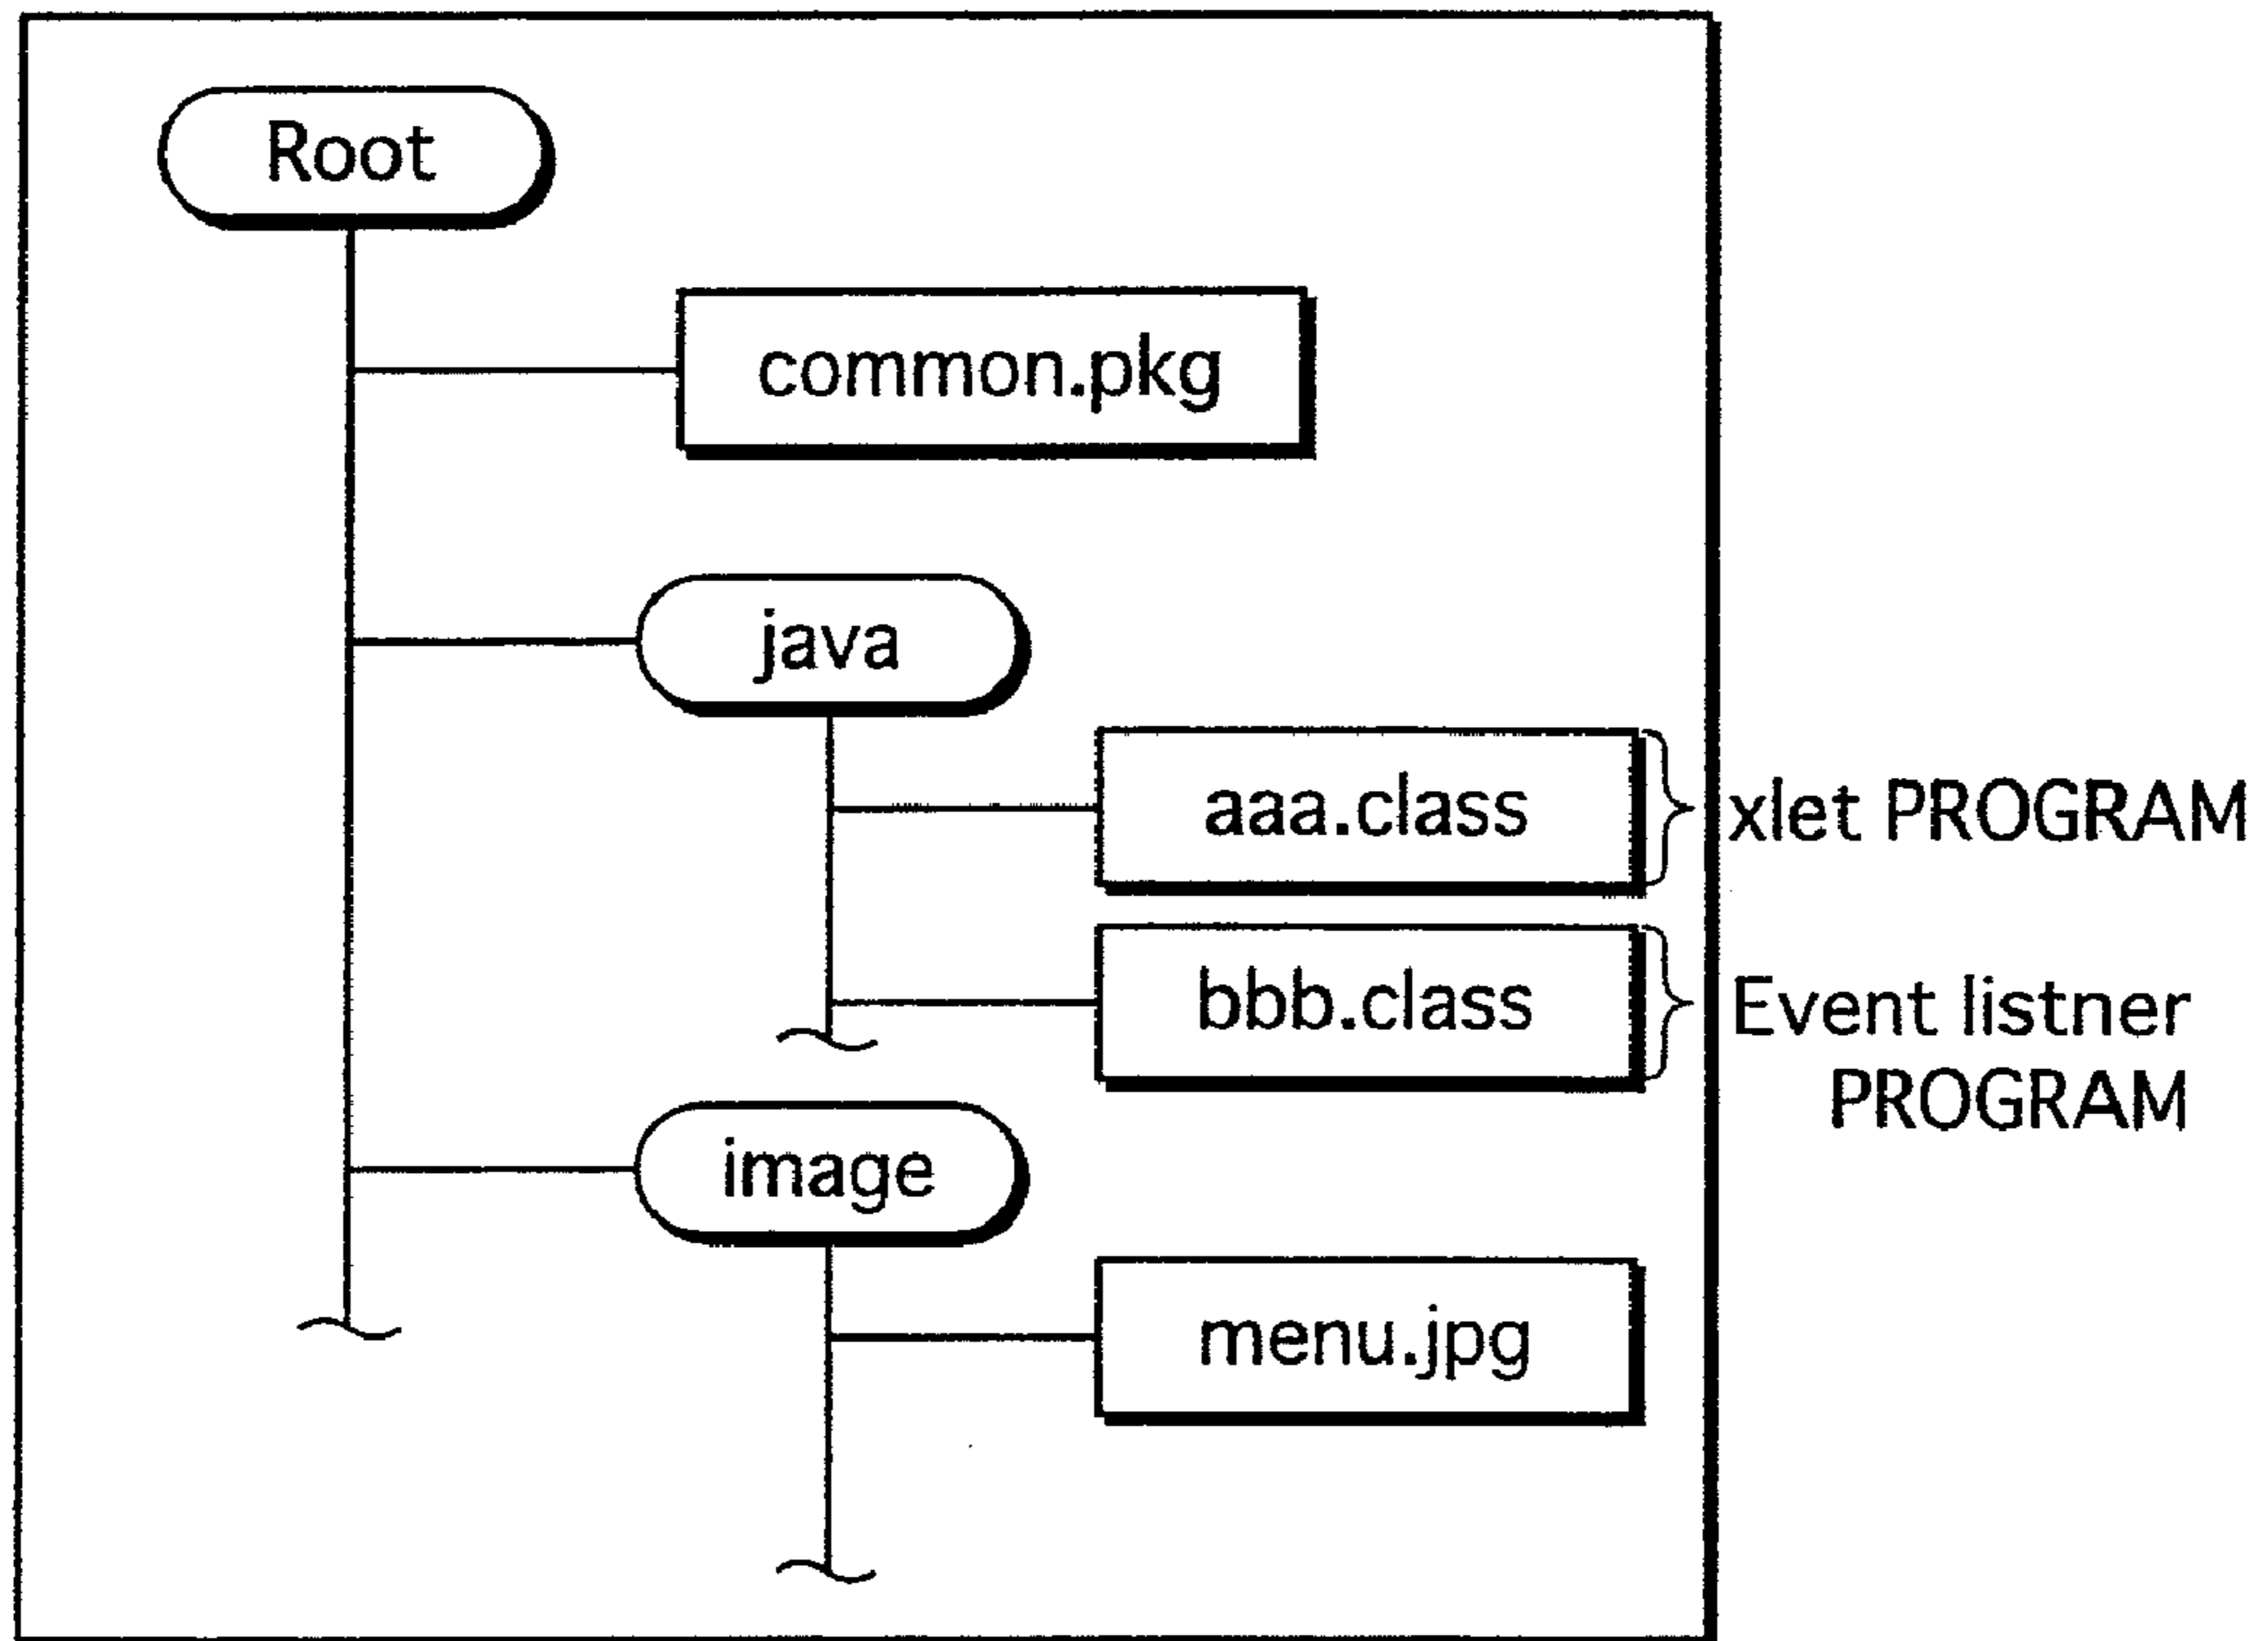 Root
common.pkg
java
aaa.class
xlet PROGRAM
bbb.class
Event listner
PROGRAM
image
menu.jpg